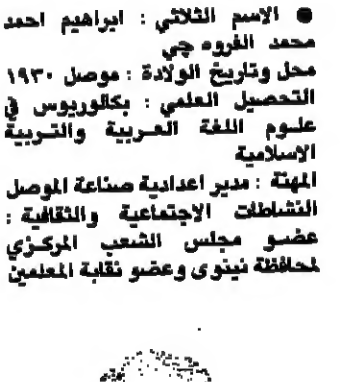 ● الاسم الثلاثي : ابراهيم احمد
محمد الفروه چي
محل وتاريخ الولادة : موصل ١٩٣٠
التحصيل العلمي : بكالوريوس في
علوم اللغة العربية والتربية
الاسلامية
المهنة : مدير اعدادية صناعة الموصل
النشاطات الاجتماعية والثقافية :
عضو مجلس الشعب المركزي
لمحافظة نينوى وعضو نقابة المعلمين